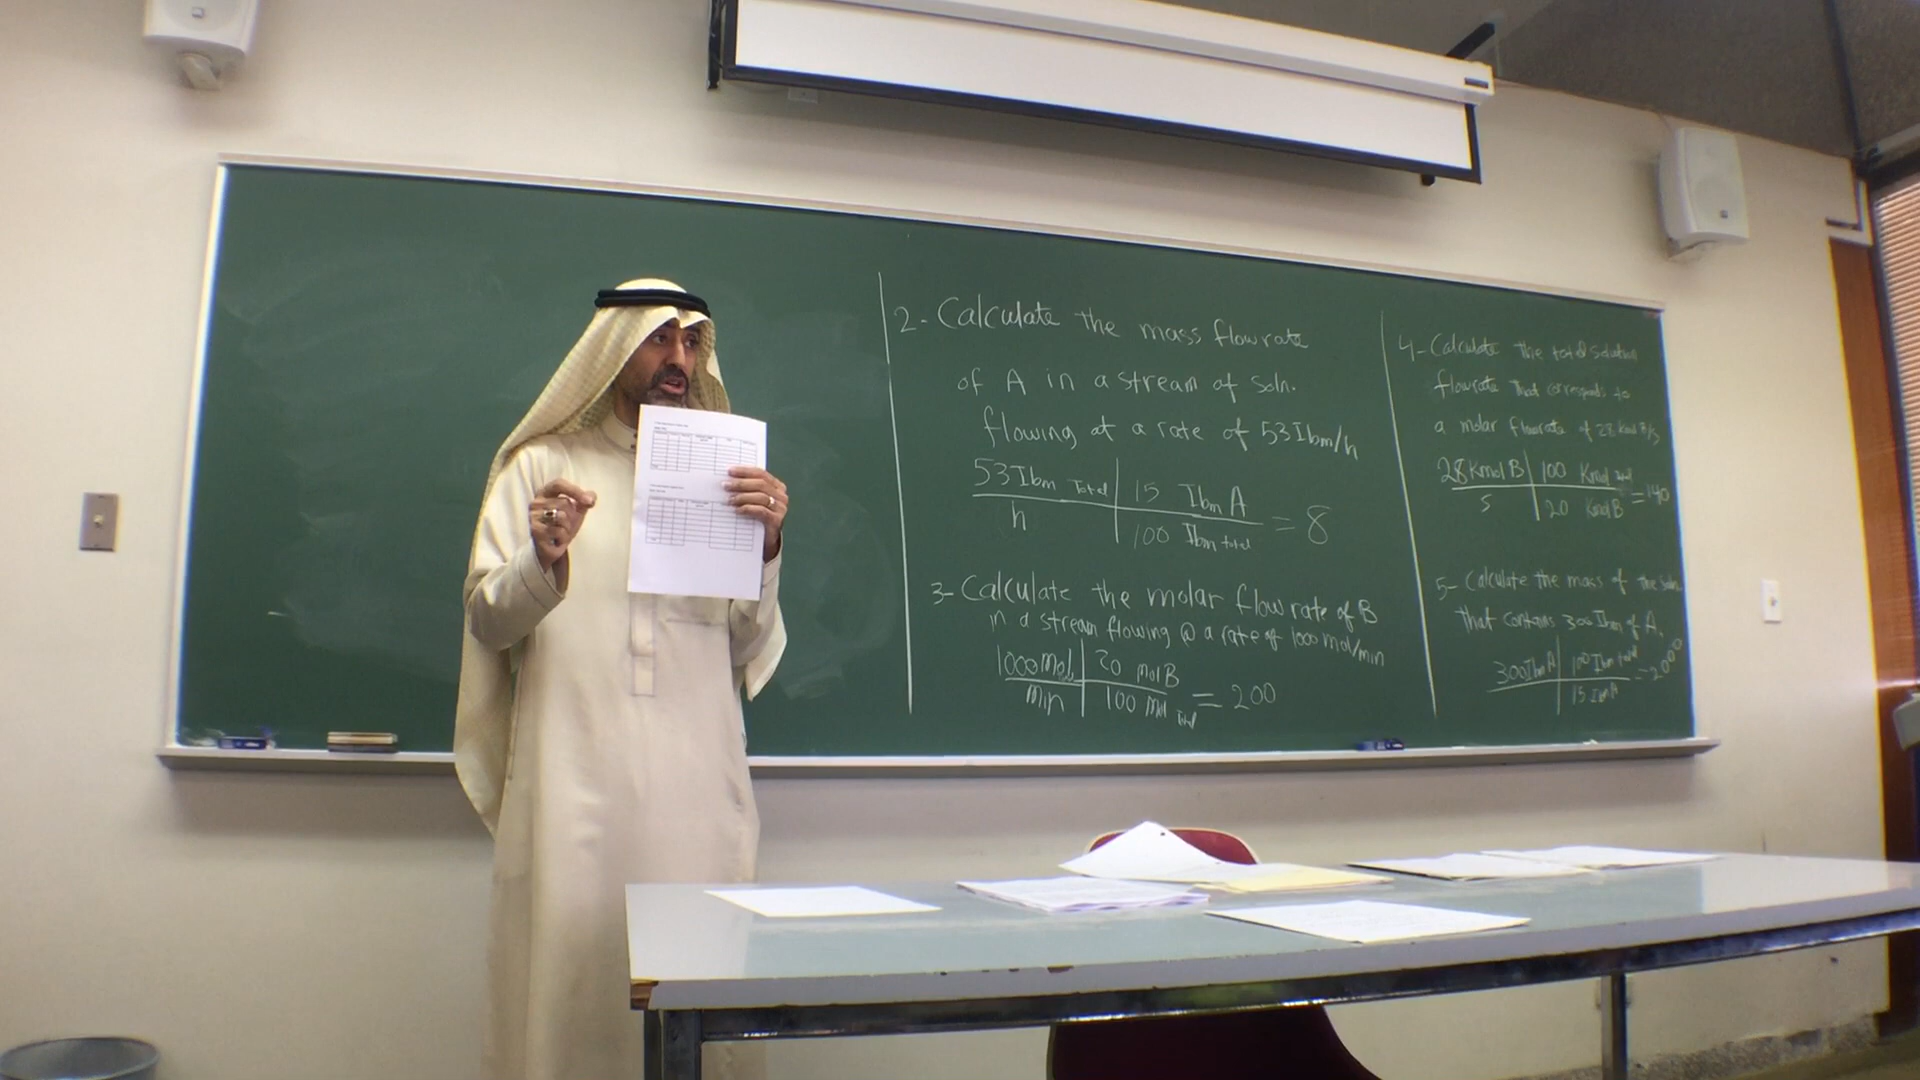 2- Calculate the mass flowrate
of A in a stream of soln.
flowing at a rate of 53 Ibm/h
53 Ibm Total | 15 Ibm A
h | 100 Ibm total = 8
3- Calculate the molar flowrate of B
in a stream flowing @ a rate of 1000 mol/min
1000 mol | 20 mol B
min | 100 mol Total = 200
4- Calculate the total solution
flowrate that corresponds to
a molar flowrate of 28 kmol B/s
28 Kmol B | 100 Kmol total
s | 20 Kmol B = 140
5- Calculate the mass of the soln.
That contains 300 Ibm of A.
300 Ibm A | 100 Ibm total
15 Ibm A = 2000